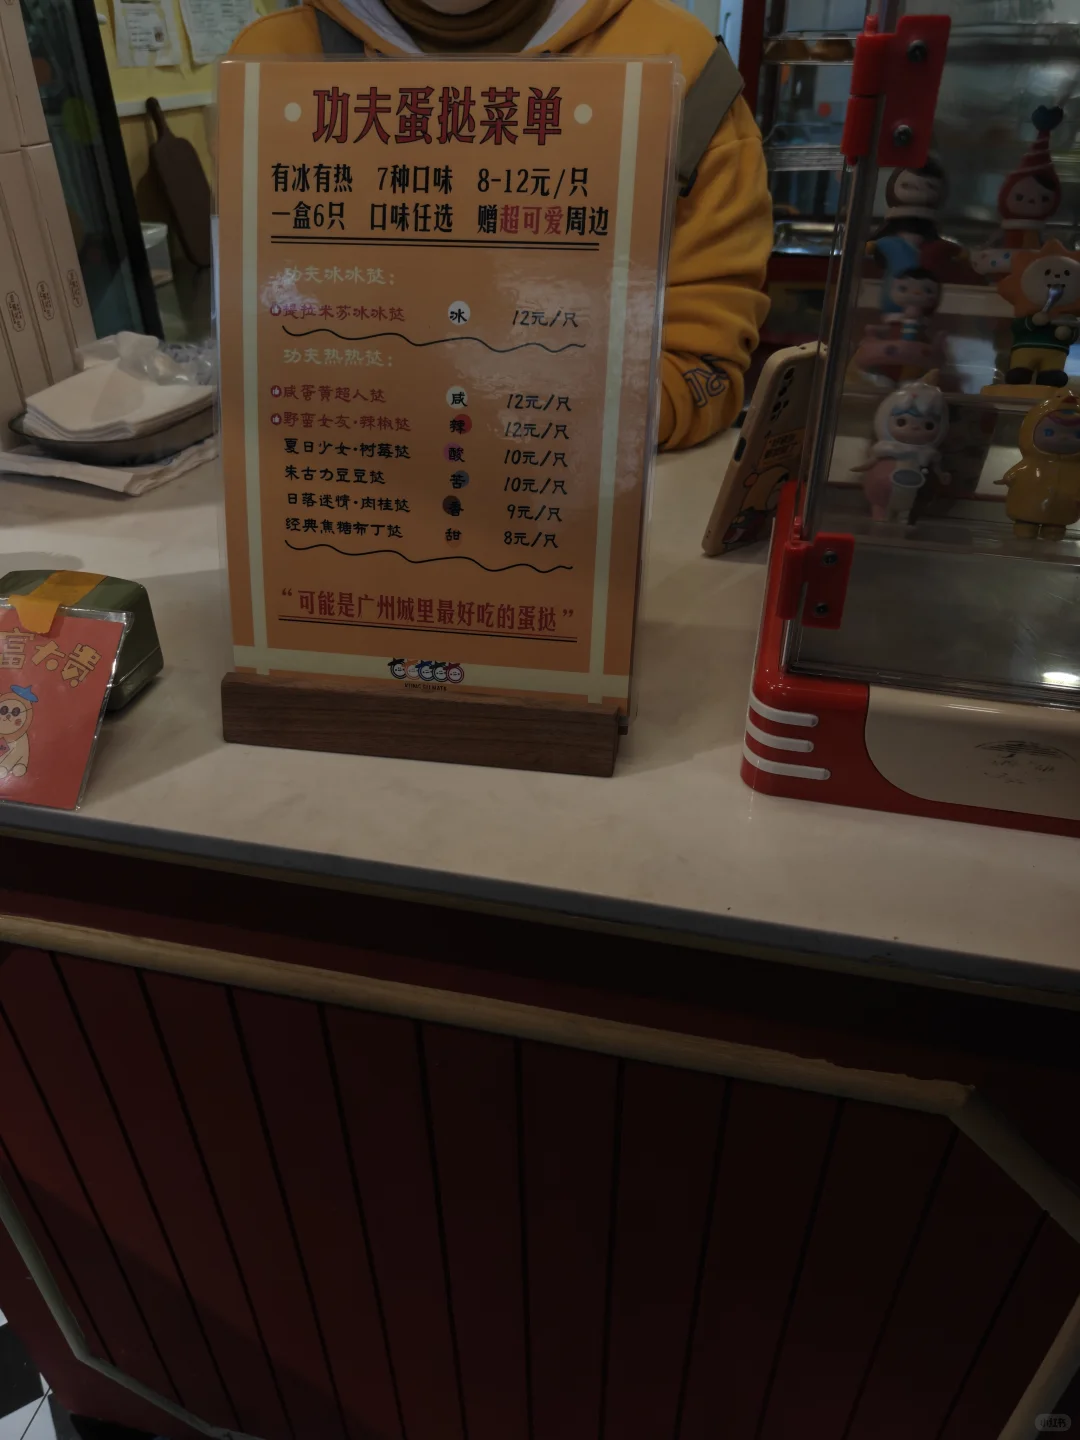 功夫蛋挞菜单
有冰有热 7种口味 8-12元/只
一盒6只 口味任选 赠超可爱周边
功夫冰冰挞:
提拉米苏冰冰挞 冰 12元/只
功夫热热挞:
咸蛋黄超人挞 咸 12元/只
野蛮女友·辣椒挞 辣 12元/只
夏日少女·树莓挞 酸 10元/只
朱古力豆豆挞 苦 10元/只
日落迷情·肉桂挞 香 9元/只
经典焦糖布丁挞 甜 8元/只
“可能是广州城里最好吃的蛋挞”
富大贵
小红书